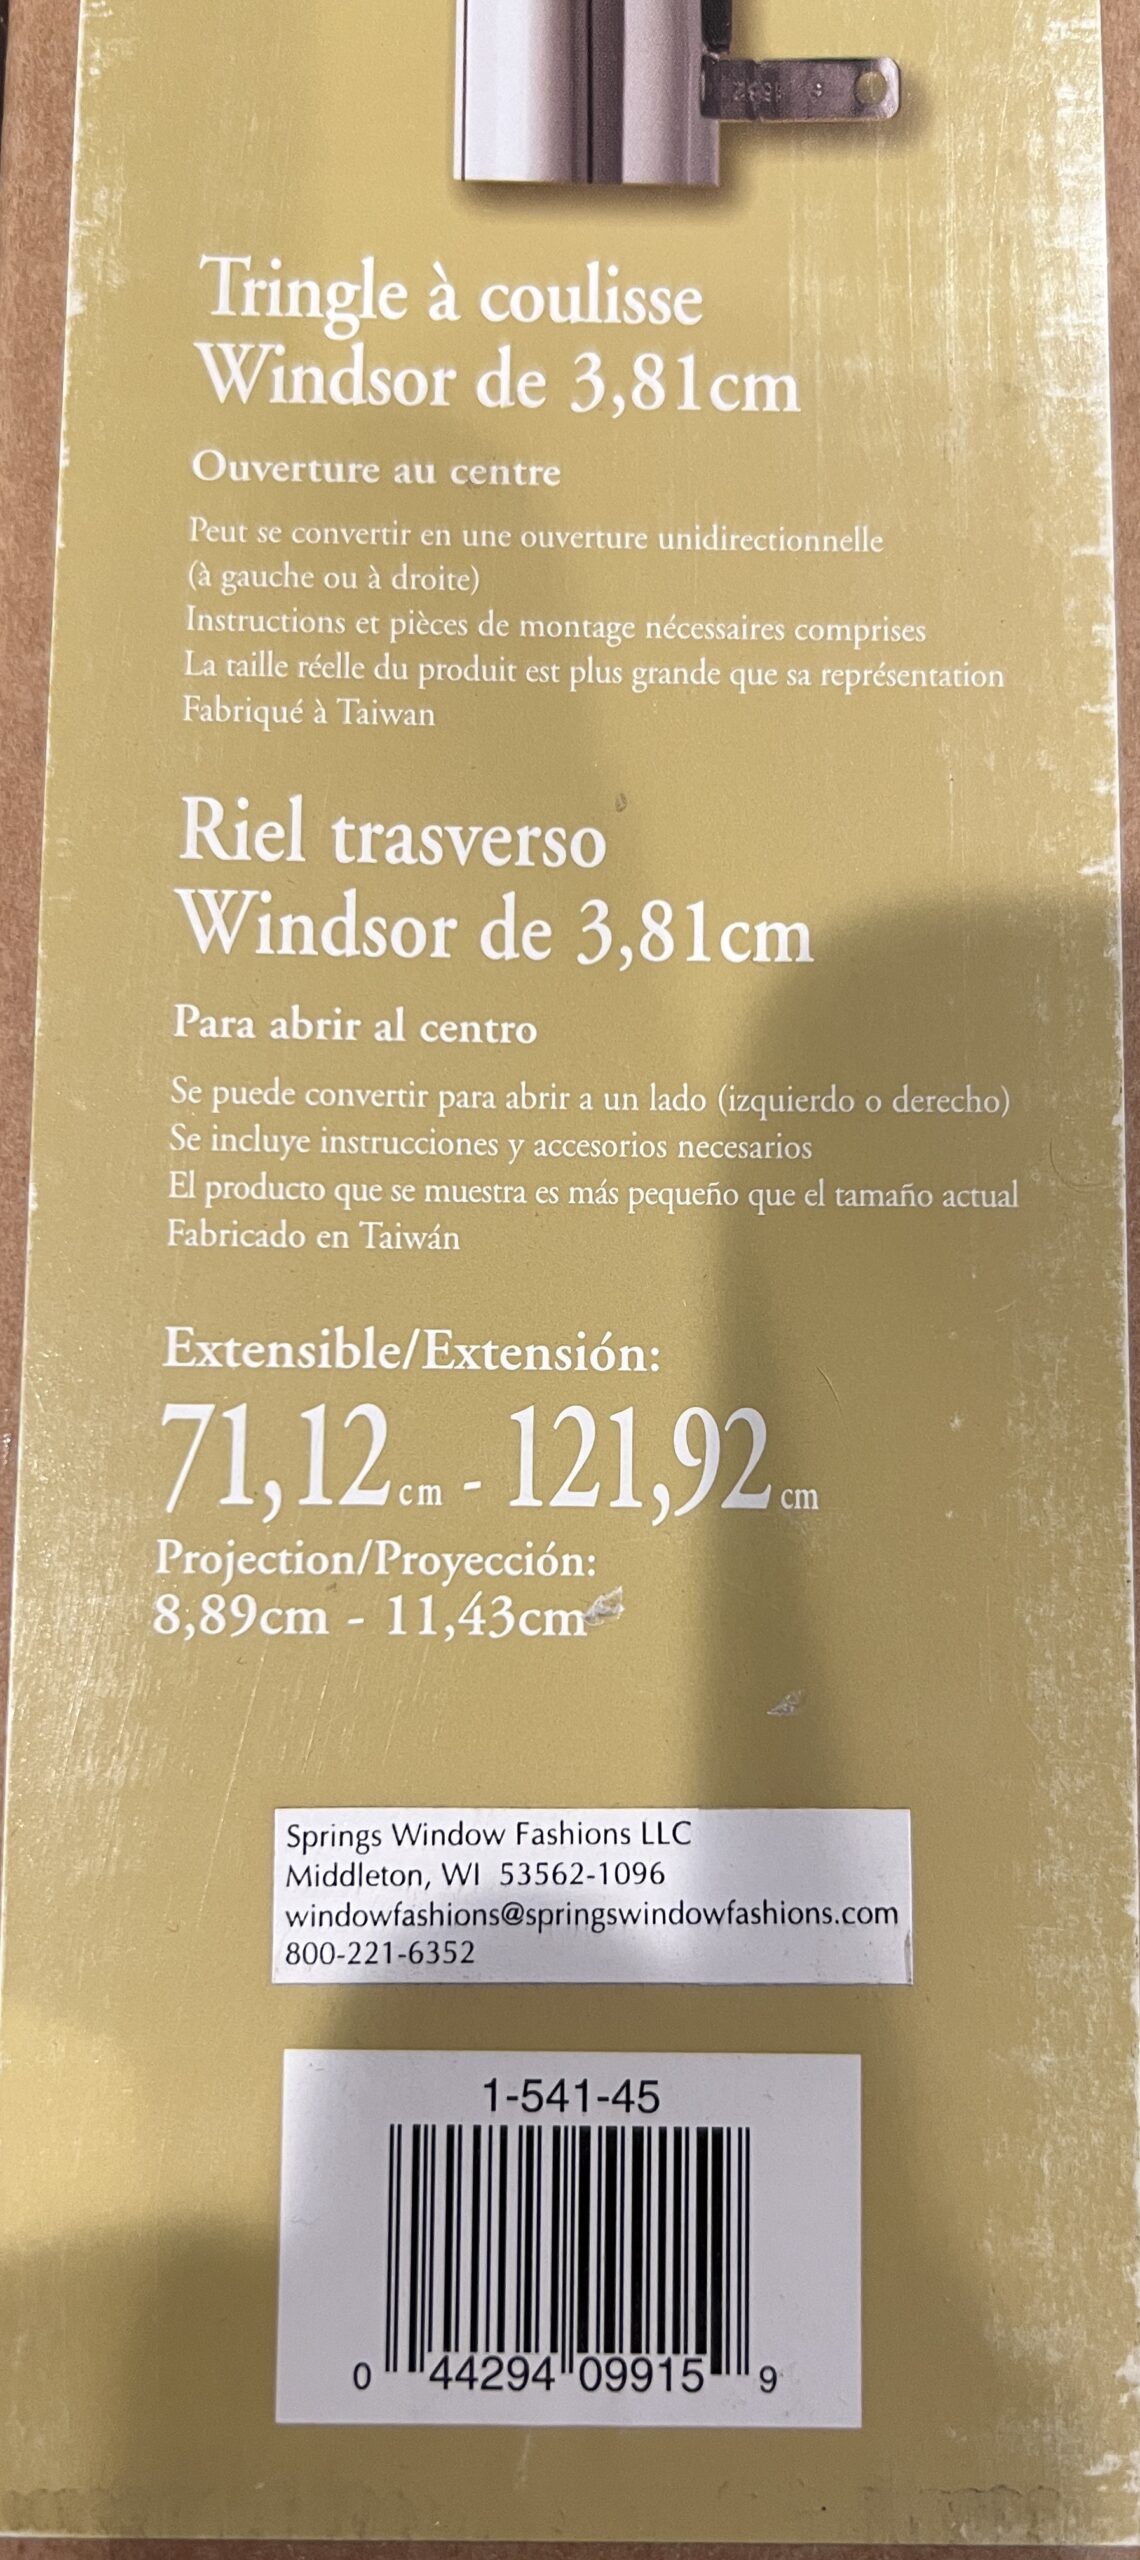 Tringle à coulisse
Windsor de 3,81cm
Ouverture au centre
Peut se convertir en une ouverture unidirectionnelle
(à gauche ou à droite)
Instructions et pièces de montage nécessaires comprises
La taille réelle du produit est plus grande que sa représentation
Fabriqué à Taiwan
Riel trasverso
Windsor de 3,81cm
Para abrir al centro
Se puede convertir para abrir a un lado (izquierdo o derecho)
Se incluye instrucciones y accesorios necesarios
El producto que se muestra es más pequeño que el tamaño actual
Fabricado en Taiwán
Extensible/Extensión:
71,12cm - 121,92cm
Projection/Proyección:
8,89cm - 11,43cm
Springs Window Fashions LLC
Middleton, WI 53562-1096
windowfashions@springswindowfashions.com
800-221-6352
1-541-45
0 44294 09915 9